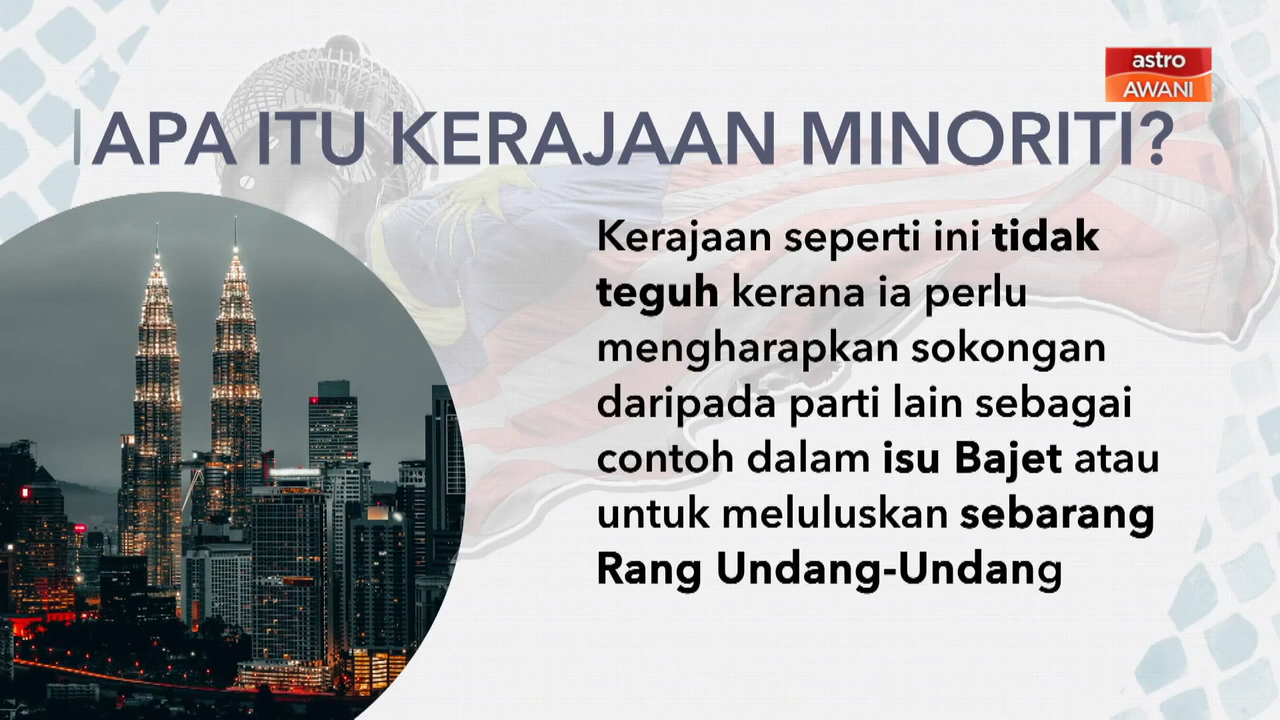 astro
AWANI
APA ITU KERAJAAN MINORITI?
Kerajaan seperti ini tidak
teguh kerana ia perlu
mengharapkan sokongan
daripada parti lain sebagai
contoh dalam isu Bajet atau
untuk meluluskan sebarang
Rang Undang-Undang